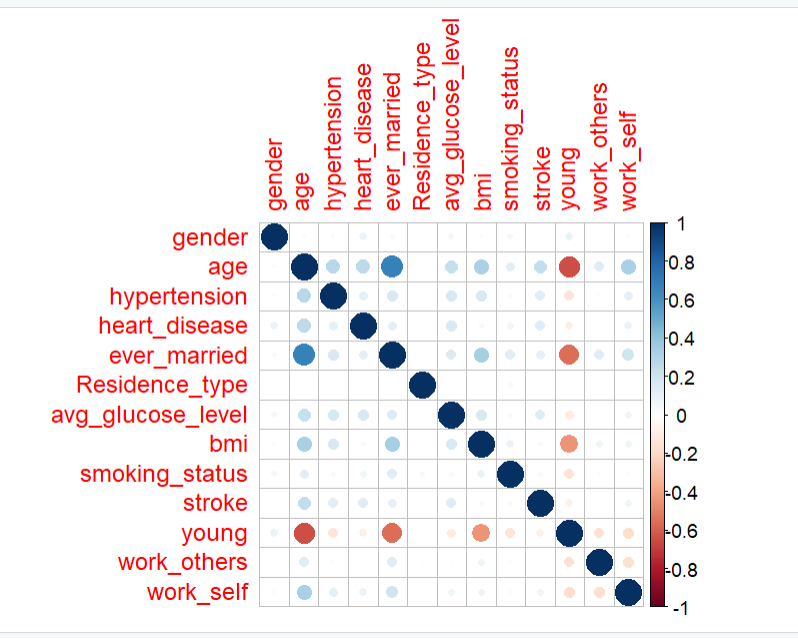 gender
age
hypertension
heart_disease
ever_married
Residence_type
avg_glucose_level
bmi
smoking_status
stroke
young
work_others
work_self
gender
age
hypertension
heart_disease
ever_married
Residence_type
avg_glucose_level
bmi
smoking_status
stroke
young
work_others
work_self
1
0.8
0.6
0.4
0.2
0
-0.2
-0.4
-0.6
-0.8
-1